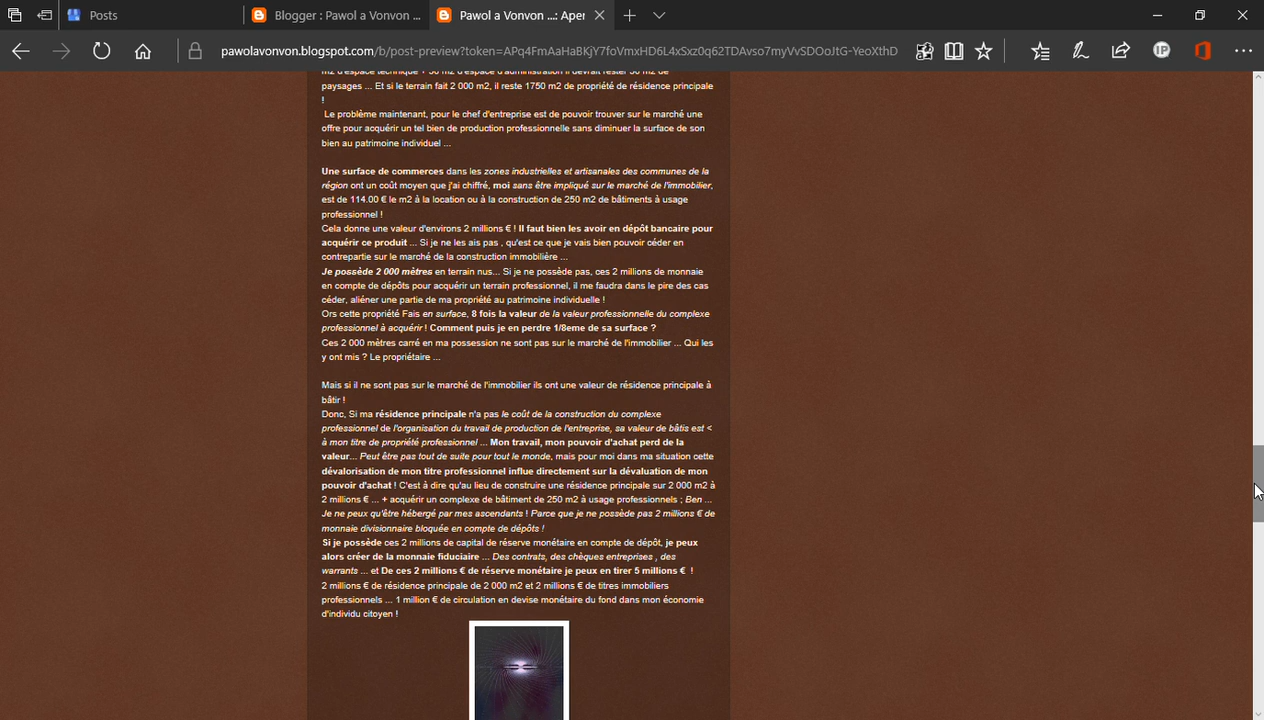 Posts
Blogger : Pawol a Vonvon ...
Pawol a Vonvon ...: Aper
pawolavonvon.blogspot.com/b/post-preview?token=APq4FmAaHaBKjY7foVmxHD6L4xSxz0q62TDAvso7myVvSDOoJtG-YeoXthD
m2 d'espace technique + 50 m2 d'espace d'administration il devrait rester 50 m2 de
paysages ... Et si le terrain fait 2 000 m2, il reste 1750 m2 de propriété de résidence principale
!
Le problème maintenant, pour le chef d'entreprise est de pouvoir trouver sur le marché une
offre pour acquérir un tel bien de production professionnelle sans diminuer la surface de son
bien au patrimoine individuel ...
Une surface de commerces dans les zones industrielles et artisanales des communes de la
région ont un coût moyen que j'ai chiffré, moi sans être impliqué sur le marché de l'immobilier,
est de 114.00 € le m2 à la location ou à la construction de 250 m2 de bâtiments à usage
professionnel !
Cela donne une valeur d'environs 2 millions € ! Il faut bien les avoir en dépôt bancaire pour
acquérir ce produit ... Si je ne les ais pas , qu'est ce que je vais bien pouvoir céder en
contrepartie sur le marché de la construction immobilière ...
Je possède 2 000 mètres en terrain nus... Si je ne possède pas, ces 2 millions de monnaie
en compte de dépôts pour acquérir un terrain professionnel, il me faudra dans le pire des cas
céder, aliéner une partie de ma propriété au patrimoine individuelle !
Ors cette propriété Fais en surface, 8 fois la valeur de la valeur professionnelle du complexe
professionnel à acquérir ! Comment puis je en perdre 1/8eme de sa surface ?
Ces 2 000 mètres carré en ma possession ne sont pas sur le marché de l'immobilier ... Qui les
y ont mis ? Le propriétaire ...
Mais si il ne sont pas sur le marché de l'immobilier ils ont une valeur de résidence principale à
bâtir !
Donc, Si ma résidence principale n'a pas le coût de la construction du complexe
professionnel de l'organisation du travail de production de l'entreprise, sa valeur de bâtis est <
à mon titre de propriété professionnel ... Mon travail, mon pouvoir d'achat perd de la
valeur... Peut être pas tout de suite pour tout le monde, mais pour moi dans ma situation cette
dévalorisation de mon titre professionnel influe directement sur la dévaluation de mon
pouvoir d'achat ! C'est à dire qu'au lieu de construire une résidence principale sur 2 000 m2 à
2 millions € ... + acquérir un complexe de bâtiment de 250 m2 à usage professionnels ; Ben ...
Je ne peux qu'être hébergé par mes ascendants ! Parce que je ne possède pas 2 millions € de
monnaie divisionnaire bloquée en compte de dépôts !
Si je possède ces 2 millions de capital de réserve monétaire en compte de dépôt, je peux
alors créer de la monnaie fiduciaire ... Des contrats, des chèques entreprises , des
warrants ... et De ces 2 millions € de réserve monétaire je peux en tirer 5 millions € !
2 millions € de résidence principale de 2 000 m2 et 2 millions € de titres immobiliers
professionnels ... 1 million € de circulation en devise monétaire du fond dans mon économie
d'individu citoyen !